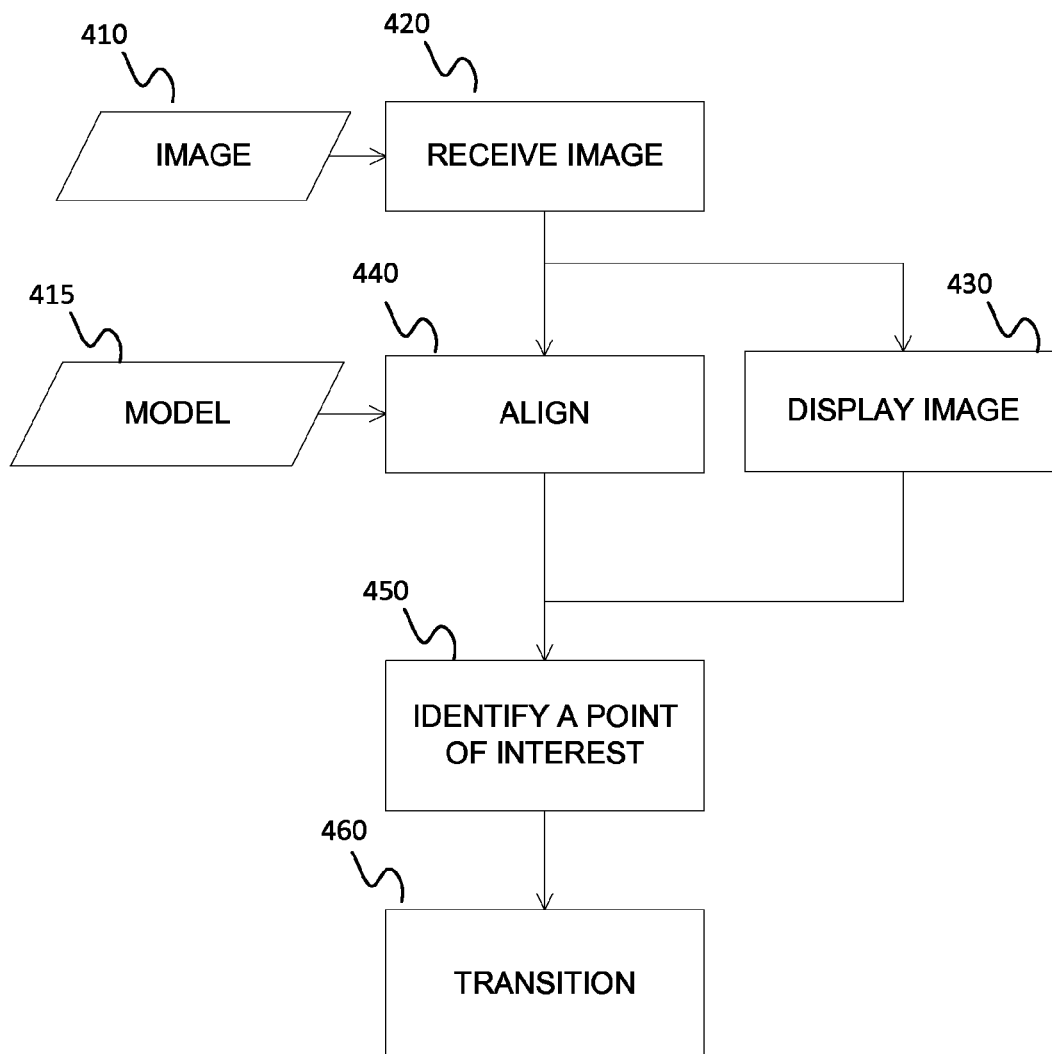 410
420
IMAGE
RECEIVE IMAGE
415
440
430
MODEL
ALIGN
DISPLAY IMAGE
450
IDENTIFY A POINT
OF INTEREST
460
TRANSITION